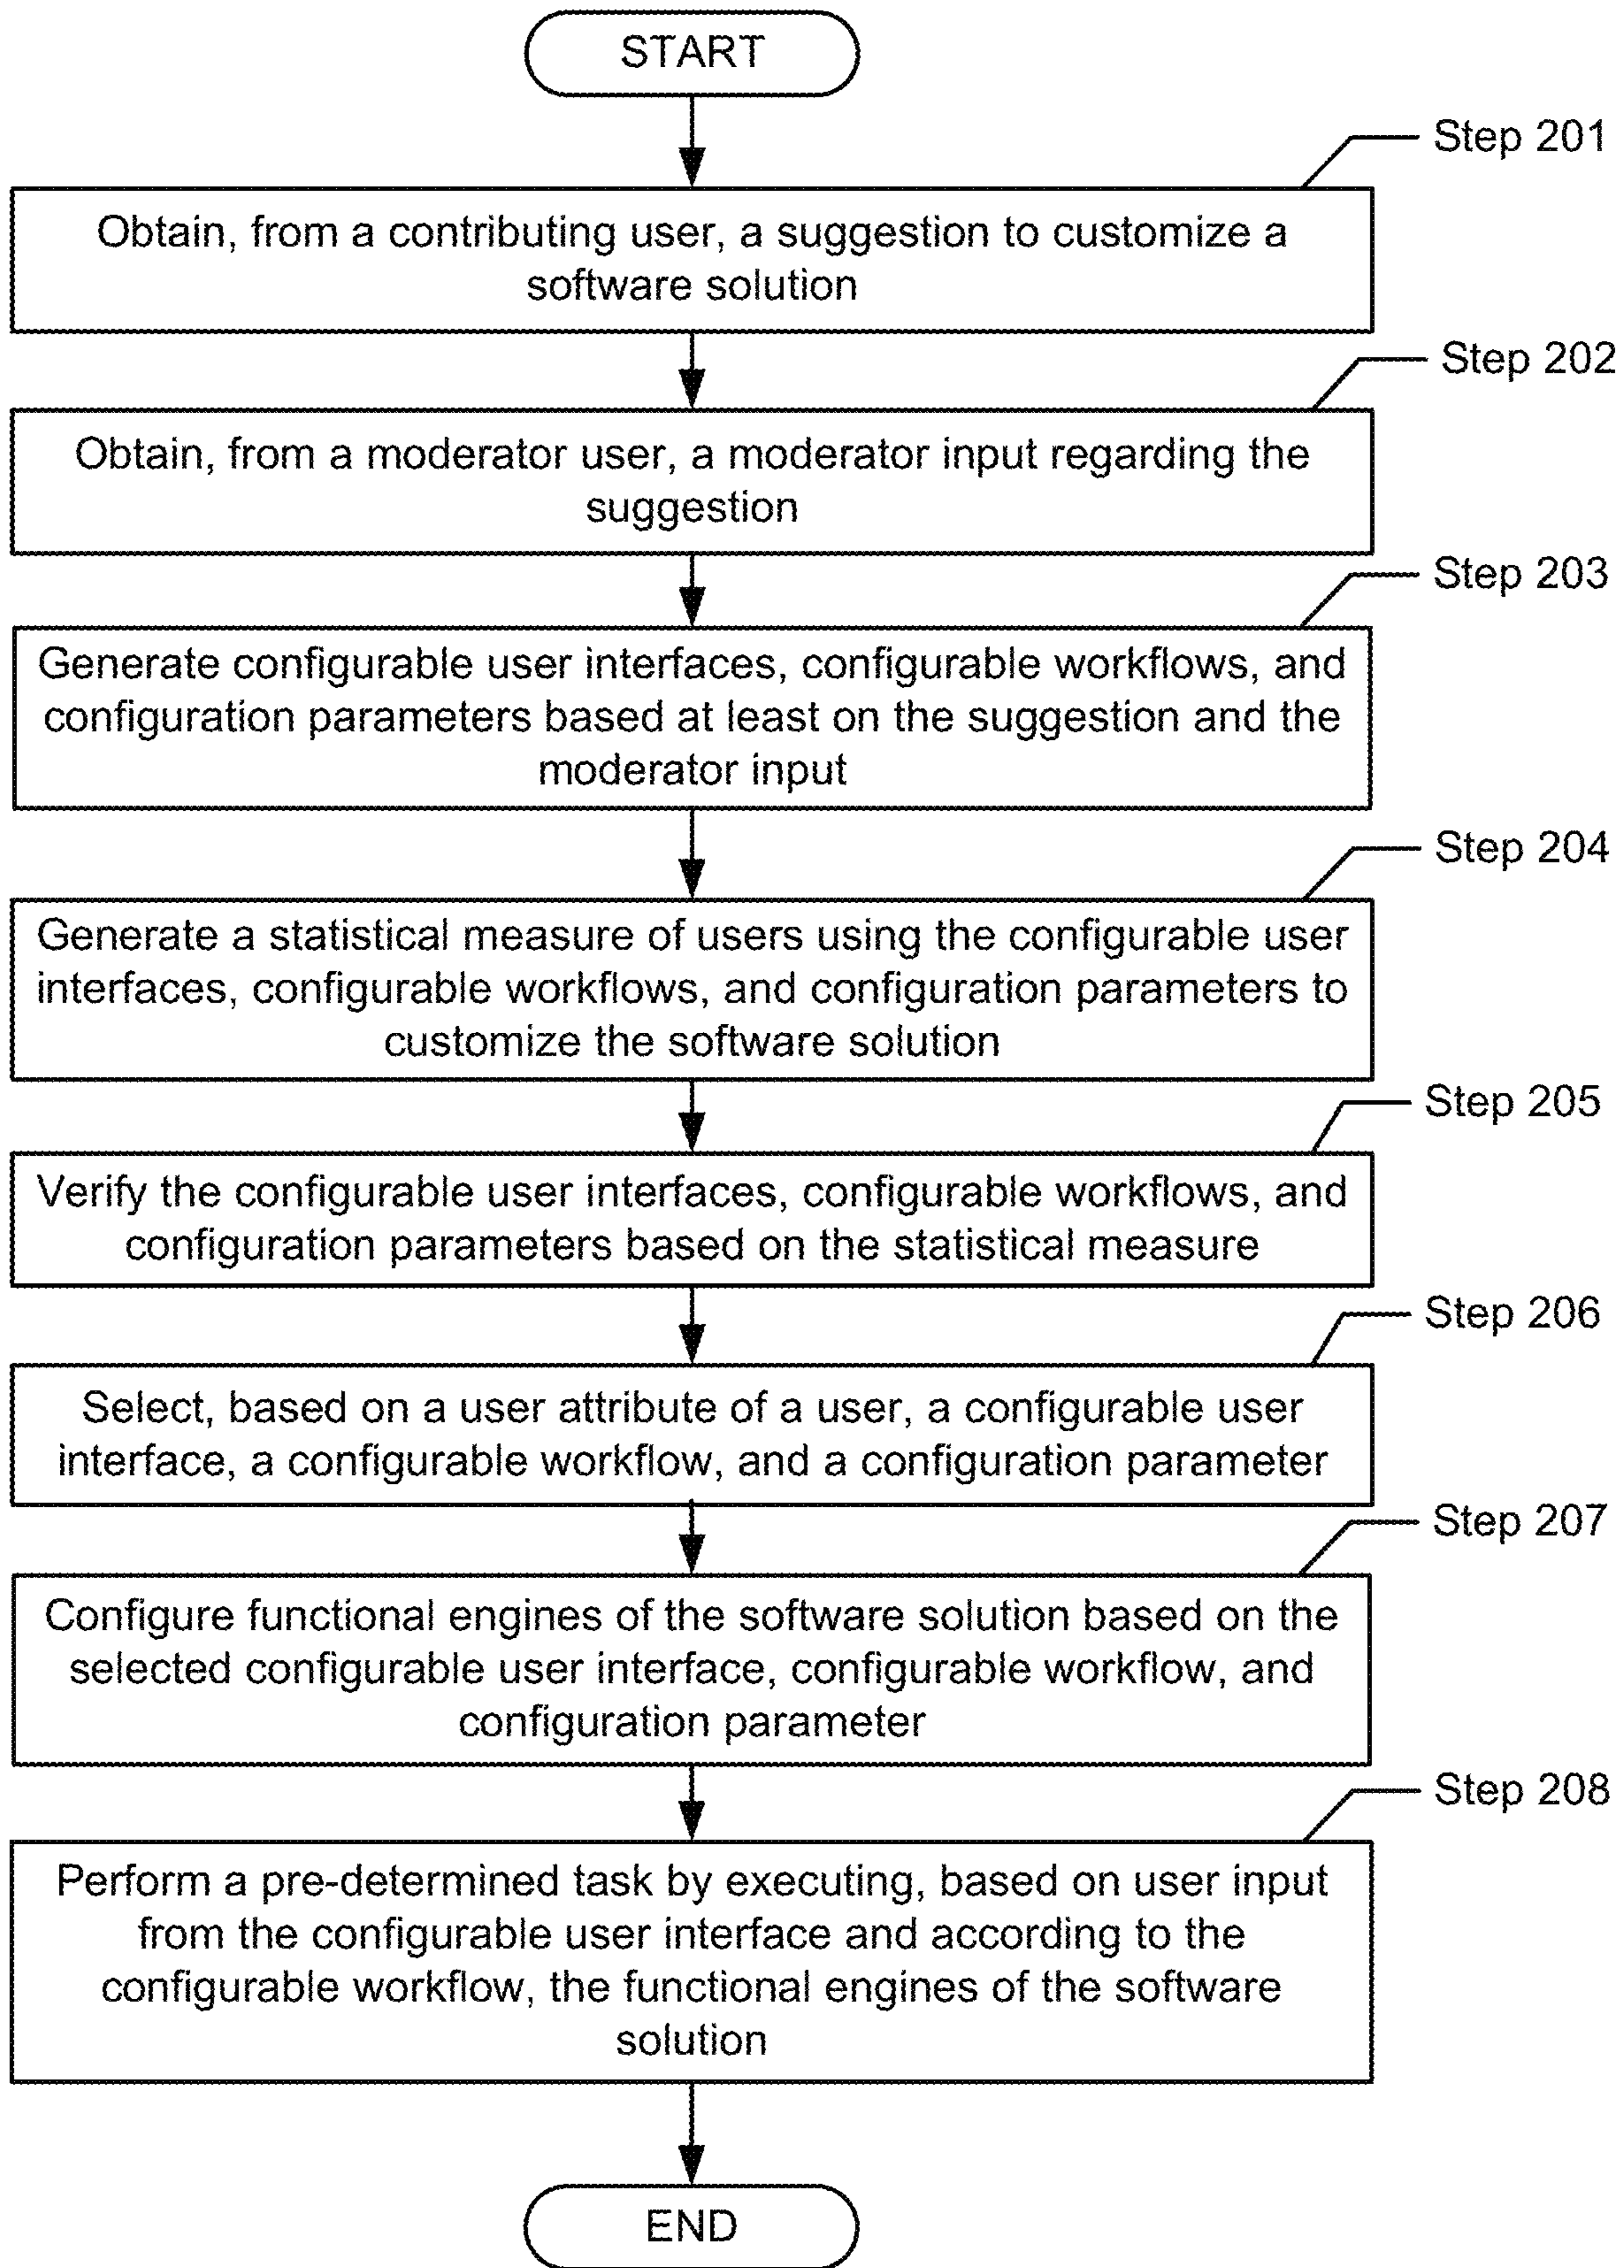 START
Step 201
Obtain, from a contributing user, a suggestion to customize a
software solution
Step 202
Obtain, from a moderator user, a moderator input regarding the
suggestion
Step 203
Generate configurable user interfaces, configurable workflows, and
configuration parameters based at least on the suggestion and the
moderator input
Step 204
Generate a statistical measure of users using the configurable user
interfaces, configurable workflows, and configuration parameters to
customize the software solution
Step 205
Verify the configurable user interfaces, configurable workflows, and
configuration parameters based on the statistical measure
Step 206
Select, based on a user attribute of a user, a configurable user
interface, a configurable workflow, and a configuration parameter
Step 207
Configure functional engines of the software solution based on the
selected configurable user interface, configurable workflow, and
configuration parameter
Step 208
Perform a pre-determined task by executing, based on user input
from the configurable user interface and according to the
configurable workflow, the functional engines of the software
solution
END